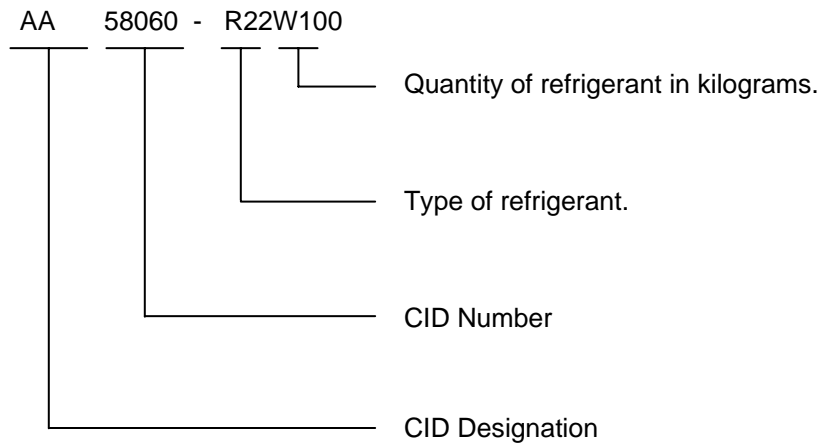 AA 58060 - R22W100
Quantity of refrigerant in kilograms.
Type of refrigerant.
CID Number
CID Designation